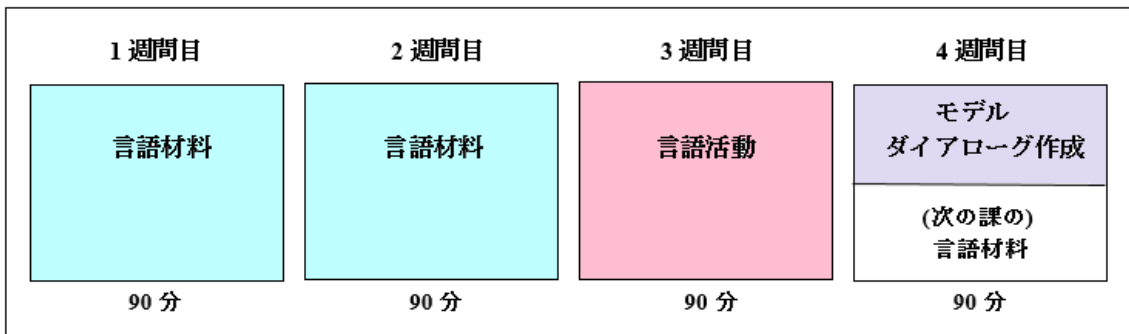 1 週間目
2 週間目
3 週間目
4 週間目
言語材料
言語材料
言語活動
モデル
ダイアローグ作成
(次の課の)
言語材料
90 分
90 分
90 分
90 分